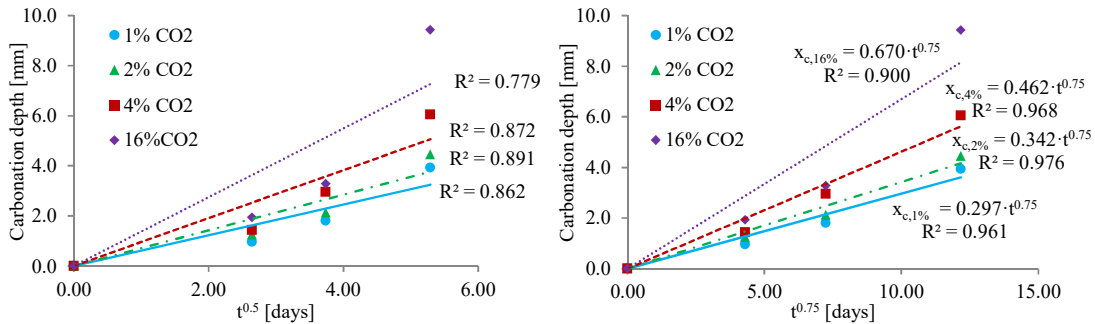 10.0
8.0
6.0
4.0
2.0
0.0
Carbonation depth [mm]
1% CO2
2% CO2
4% CO2
16%CO2
R² = 0.779
R² = 0.872
R² = 0.891
R² = 0.862
0.00
2.00
4.00
6.00
t^0.5 [days]
10.0
8.0
6.0
4.0
2.0
0.0
Carbonation depth [mm]
1% CO2
2% CO2
4% CO2
16%CO2
x_c,16% = 0.670·t^0.75
R² = 0.900
x_c,4% = 0.462·t^0.75
R² = 0.968
x_c,2% = 0.342·t^0.75
R² = 0.976
x_c,1% = 0.297·t^0.75
R² = 0.961
0.00
5.00
10.00
15.00
t^0.75 [days]